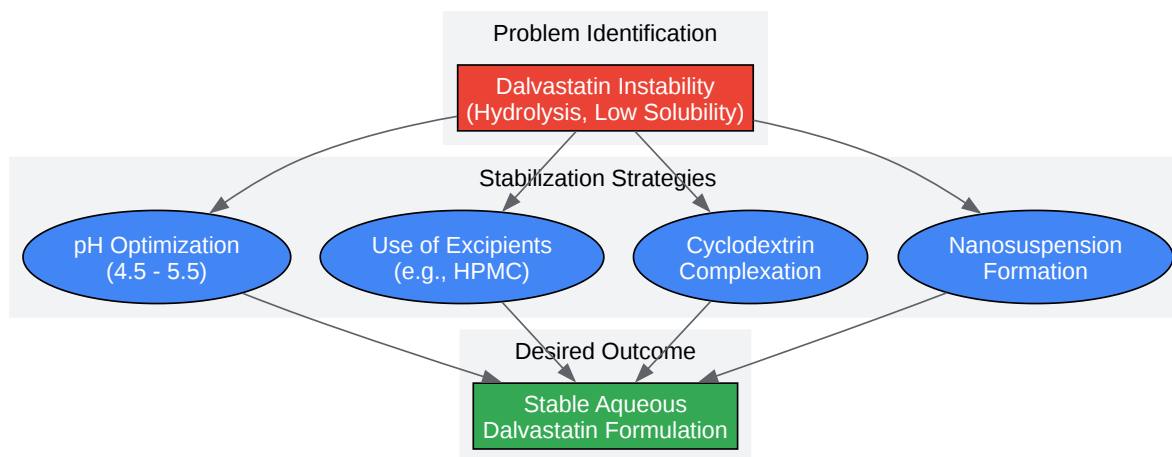 Problem Identification
Dalvastatin Instability
(Hydrolysis, Low Solubility)
Stabilization Strategies
pH Optimization
(4.5 - 5.5)
Use of Excipients
(e.g., HPMC)
Cyclodextrin
Complexation
Nanosuspension
Formation
Desired Outcome
Stable Aqueous
Dalvastatin Formulation